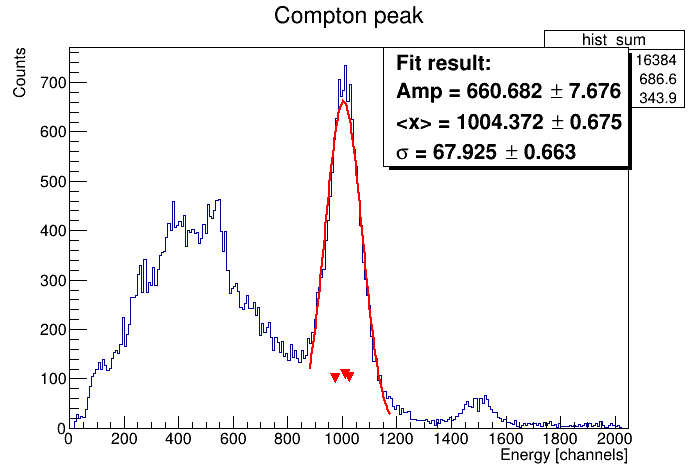 Compton peak
hist_sum
16384
686.6
343.9
Fit result:
Amp = 660.682 ± 7.676
<x> = 1004.372 ± 0.675
σ = 67.925 ± 0.663
Counts
700
600
500
400
300
200
100
0
0 200 400 600 800 1000 1200 1400 1600 1800 2000
Energy [channels]